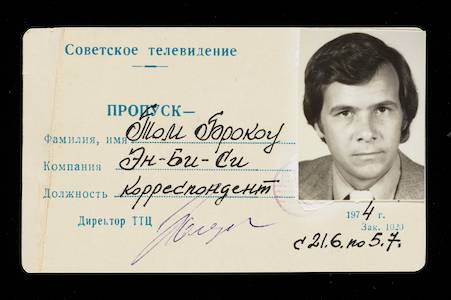 Советское телевидение
ПРОПУСК—
Фамилия, имя Том Брокоу
Компания Эн-Би-Си
Должность корреспондент
Директор ТТЦ
1974 г.
Зак. 1020
с 21.6. по 5.7.